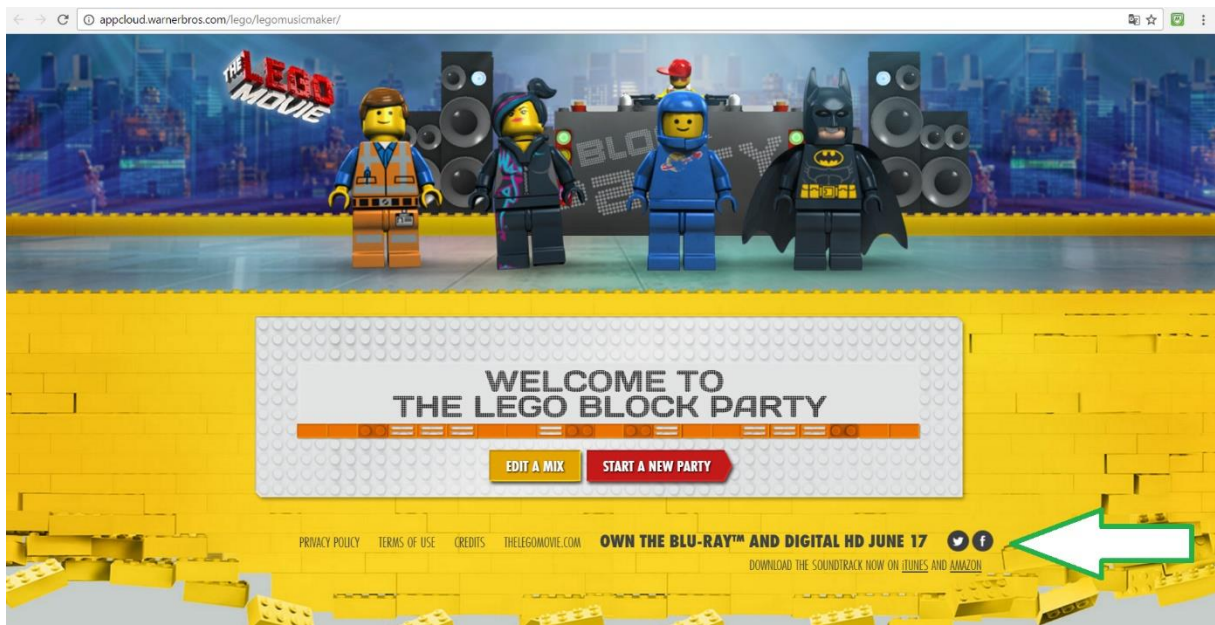 appcloud.warnerbros.com/lego/legomusicmaker/
THE
LEGO
MOVIE
BLOCK
PARTY
WELCOME TO
THE LEGO BLOCK PARTY
EDIT A MIX
START A NEW PARTY
PRIVACY POLICY TERMS OF USE CREDITS THELEGOMOVIE.COM OWN THE BLU-RAY™ AND DIGITAL HD JUNE 17
DOWNLOAD THE SOUNDTRACK NOW ON iTUNES AND AMAZON